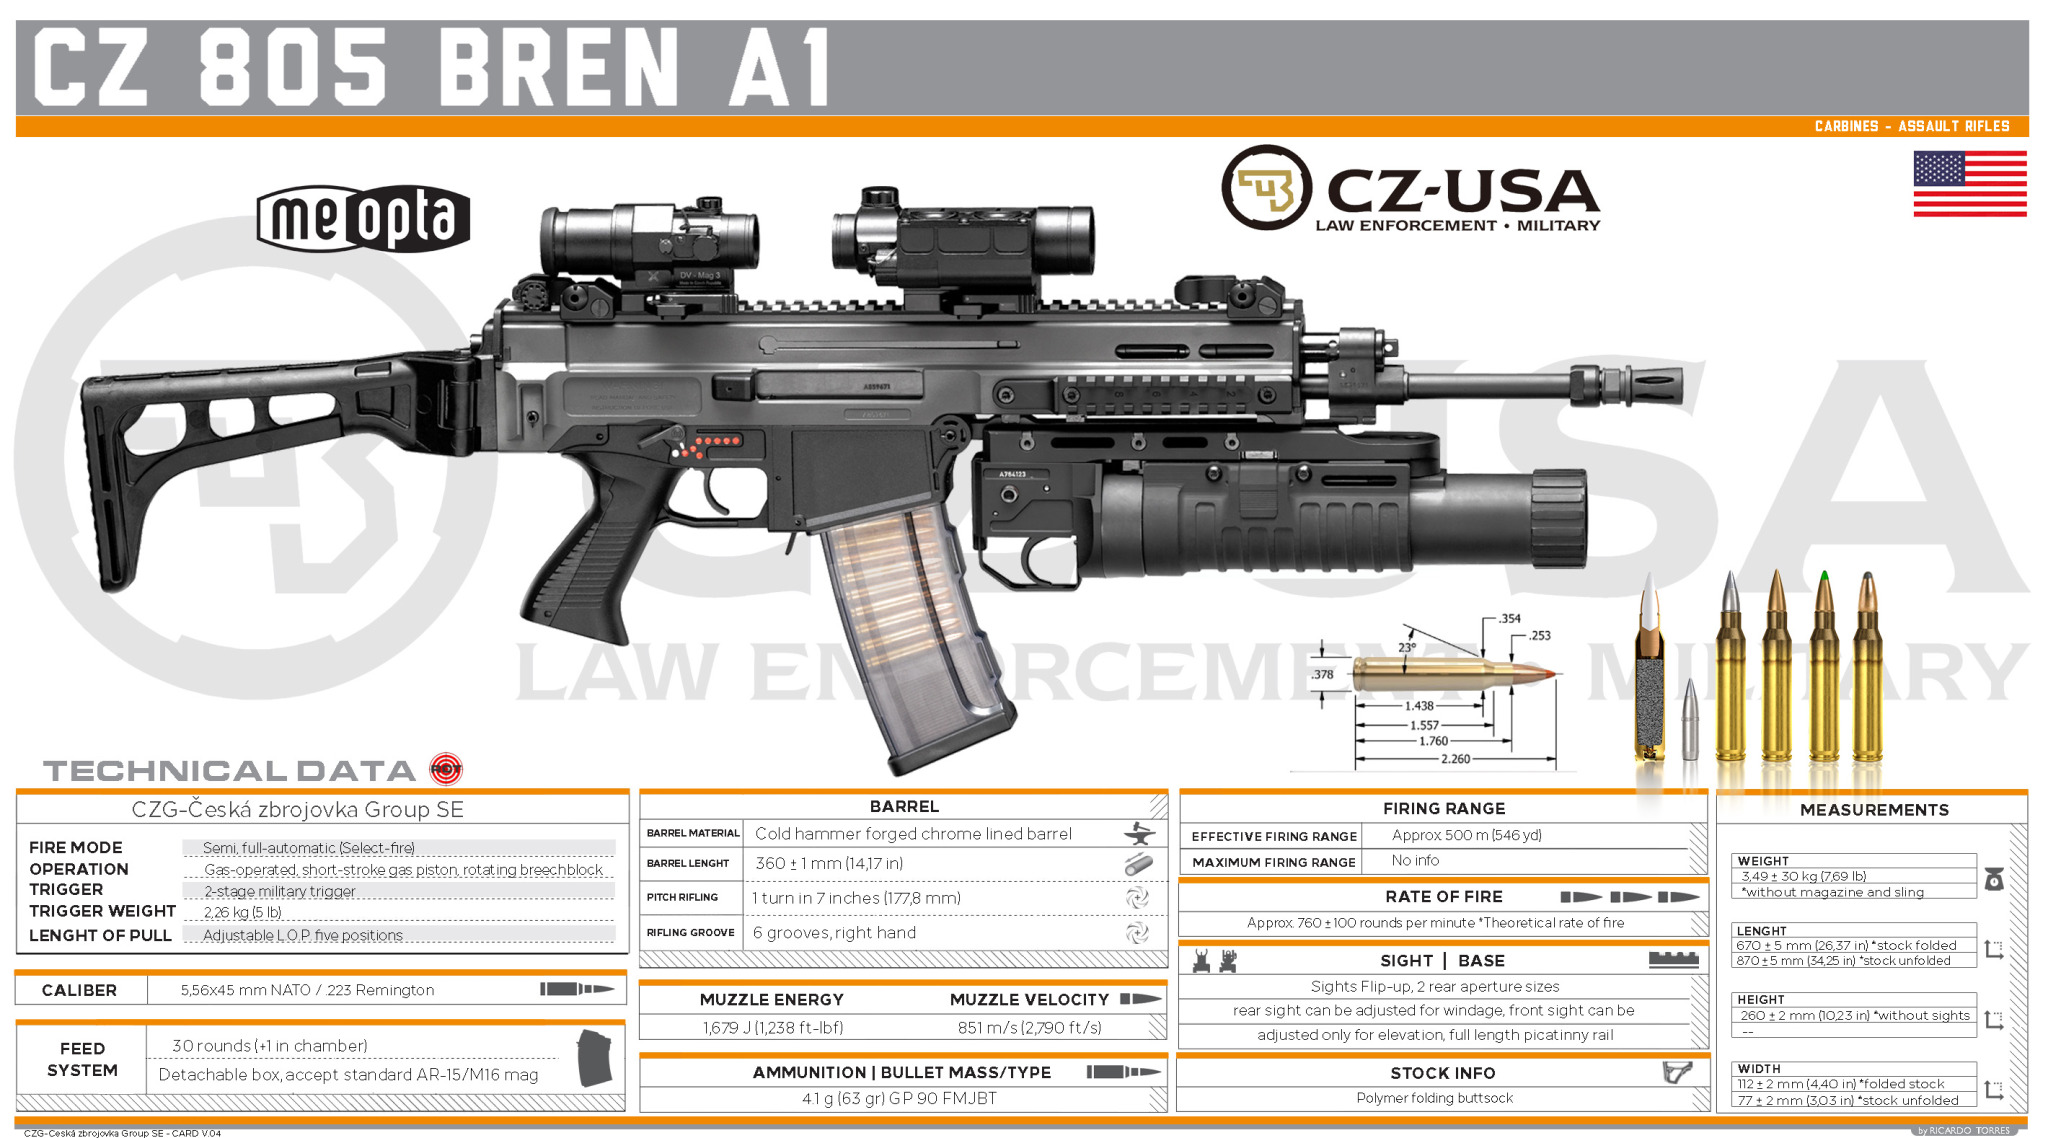 CZ 805 BREN A1
CARBINES - ASSAULT RIFLES
meopta
CZ-USA
LAW ENFORCEMENT • MILITARY
DV - Mag 3
A764123
CZ-USA
LAW ENFORCEMENT • MILITARY
.354
.253
23°
.378
1.438
1.557
1.760
2.260
TECHNICAL DATA
CZG-Česká zbrojovka Group SE
FIRE MODE Semi, full-automatic (Select-fire)
OPERATION Gas-operated, short-stroke gas piston, rotating breechblock
TRIGGER 2-stage military trigger
TRIGGER WEIGHT 2,26 kg (5 lb)
LENGHT OF PULL Adjustable L.O.P. five positions
CALIBER 5,56x45 mm NATO / .223 Remington
FEED SYSTEM
30 rounds (+1 in chamber)
Detachable box, accept standard AR-15/M16 mag
BARREL
BARREL MATERIAL Cold hammer forged chrome lined barrel
BARREL LENGHT 360 ± 1 mm (14,17 in)
PITCH RIFLING 1 turn in 7 inches (177,8 mm)
RIFLING GROOVE 6 grooves, right hand
MUZZLE ENERGY MUZZLE VELOCITY
1,679 J (1,238 ft-lbf) 851 m/s (2,790 ft/s)
AMMUNITION | BULLET MASS/TYPE
4.1 g (63 gr) GP 90 FMJBT
FIRING RANGE
EFFECTIVE FIRING RANGE Approx 500 m (546 yd)
MAXIMUM FIRING RANGE No info
RATE OF FIRE
Approx. 760 ±100 rounds per minute *Theoretical rate of fire
SIGHT | BASE
Sights Flip-up, 2 rear aperture sizes
rear sight can be adjusted for windage, front sight can be
adjusted only for elevation, full length picatinny rail
STOCK INFO
Polymer folding buttsock
MEASUREMENTS
WEIGHT
3,49 ± 30 kg (7,69 lb)
*without magazine and sling
LENGHT
670 ± 5 mm (26,37 in) *stock folded
870 ± 5 mm (34,25 in) *stock unfolded
HEIGHT
260 ± 2 mm (10,23 in) *without sights
--
WIDTH
112 ± 2 mm (4,40 in) *folded stock
77 ± 2 mm (3,03 in) *stock unfolded
CZG-Ceská zbrojovka Group SE - CARD V.04
by RICARDO TORRES